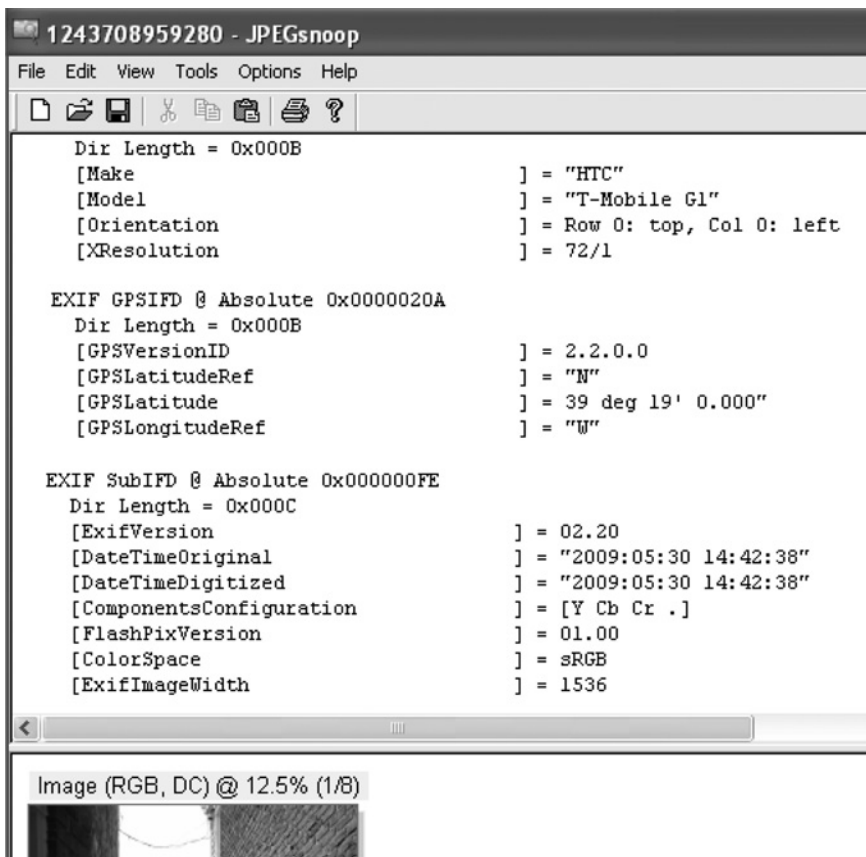 1243708959280 - JPEGsnoop
File Edit View Tools Options Help
Dir Length = 0x000B
[Make ] = "HTC"
[Model ] = "T-Mobile G1"
[Orientation ] = Row 0: top, Col 0: left
[XResolution ] = 72/1
EXIF GPSIFD @ Absolute 0x0000020A
Dir Length = 0x000B
[GPSVersionID ] = 2.2.0.0
[GPSLatitudeRef ] = "N"
[GPSLatitude ] = 39 deg 19' 0.000"
[GPSLongitudeRef ] = "W"
EXIF SubIFD @ Absolute 0x000000FE
Dir Length = 0x000C
[ExifVersion ] = 02.20
[DateTimeOriginal ] = "2009:05:30 14:42:38"
[DateTimeDigitized ] = "2009:05:30 14:42:38"
[ComponentsConfiguration ] = [Y Cb Cr .]
[FlashPixVersion ] = 01.00
[ColorSpace ] = sRGB
[ExifImageWidth ] = 1536
Image (RGB, DC) @ 12.5% (1/8)